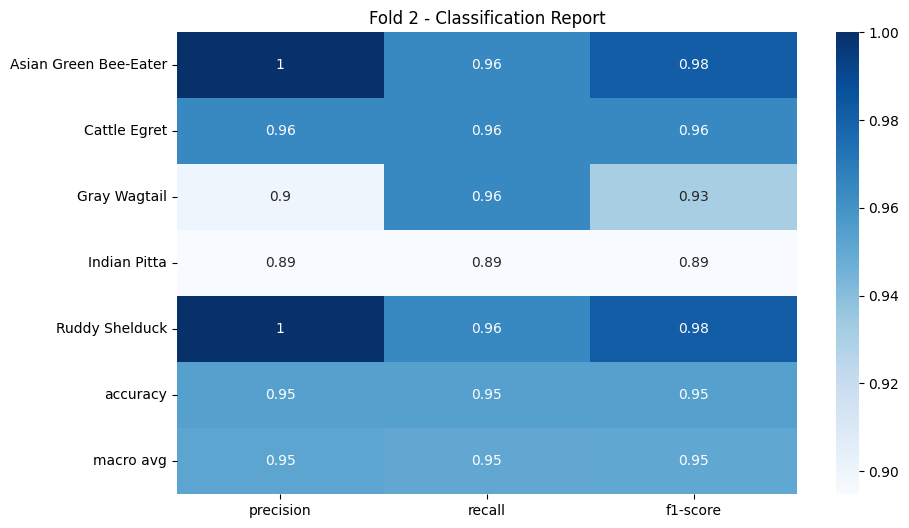 Fold 2 - Classification Report
Asian Green Bee-Eater 1 0.96 0.98
Cattle Egret 0.96 0.96 0.96
Gray Wagtail 0.9 0.96 0.93
Indian Pitta 0.89 0.89 0.89
Ruddy Shelduck 1 0.96 0.98
accuracy 0.95 0.95 0.95
macro avg 0.95 0.95 0.95
precision recall f1-score
1.00
0.98
0.96
0.94
0.92
0.90